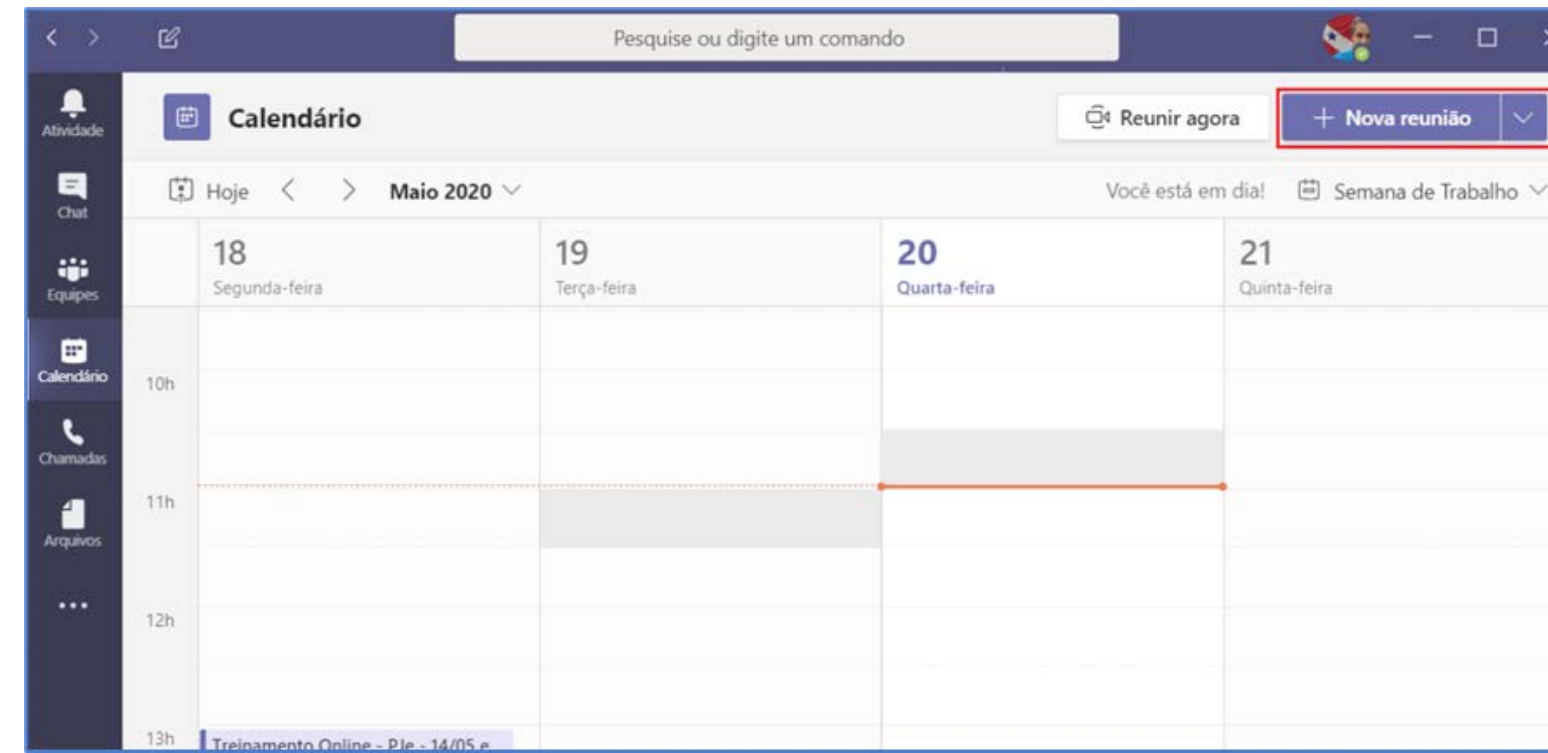 Pesquise ou digite um comando
Atividade
Calendário
Reunir agora
+ Nova reunião
Chat
Hoje < > Maio 2020
Você está em dia!
Semana de Trabalho
Equipes
18
Segunda-feira
19
Terça-feira
20
Quarta-feira
21
Quinta-feira
Calendário
10h
Chamadas
11h
Arquivos
12h
13h
Treinamento Online - PJe - 14/05 e